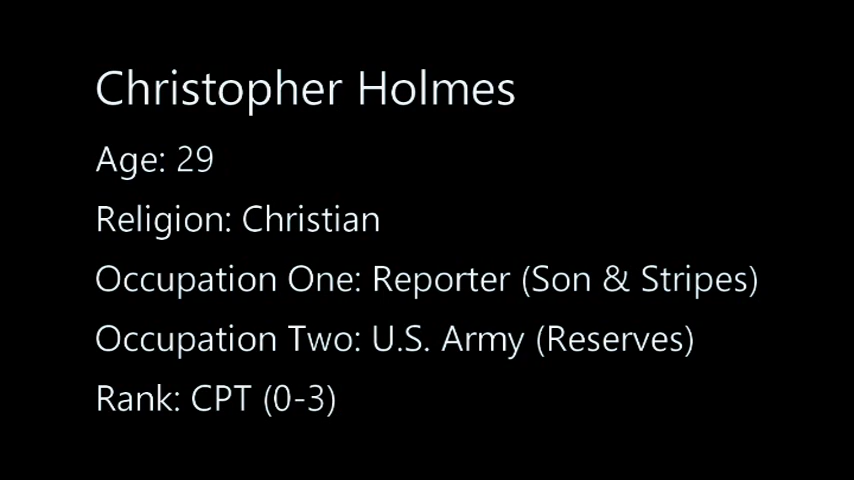 Christopher Holmes
Age: 29
Religion: Christian
Occupation One: Reporter (Son & Stripes)
Occupation Two: U.S. Army (Reserves)
Rank: CPT (0-3)